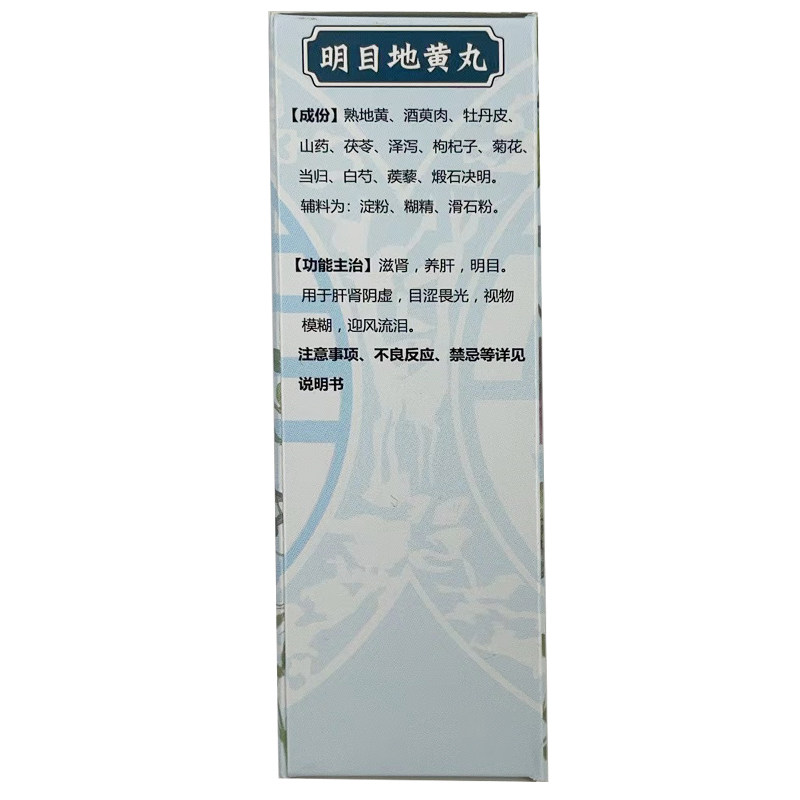 明目地黄丸
【成份】熟地黄、酒萸肉、牡丹皮、
山药、茯苓、泽泻、枸杞子、菊花、
当归、白芍、蒺藜、煅石决明。
辅料为：淀粉、糊精、滑石粉。
【功能主治】滋肾，养肝，明目。
用于肝肾阴虚，目涩畏光，视物
模糊，迎风流泪。
注意事项、不良反应、禁忌等详见
说明书